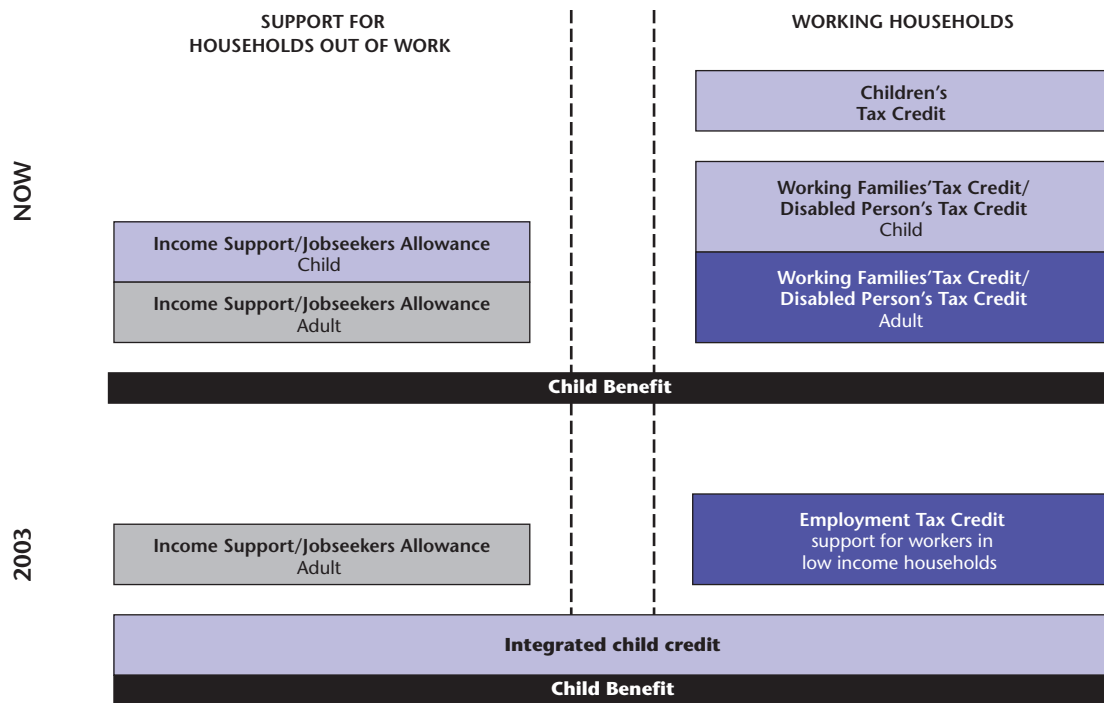 SUPPORT FOR
HOUSEHOLDS OUT OF WORK
WORKING HOUSEHOLDS
NOW
Children's
Tax Credit
Working Families'Tax Credit/
Disabled Person's Tax Credit
Child
Income Support/Jobseekers Allowance
Child
Working Families'Tax Credit/
Disabled Person's Tax Credit
Adult
Income Support/Jobseekers Allowance
Adult
Child Benefit
2003
Income Support/Jobseekers Allowance
Adult
Employment Tax Credit
support for workers in
low income households
Integrated child credit
Child Benefit